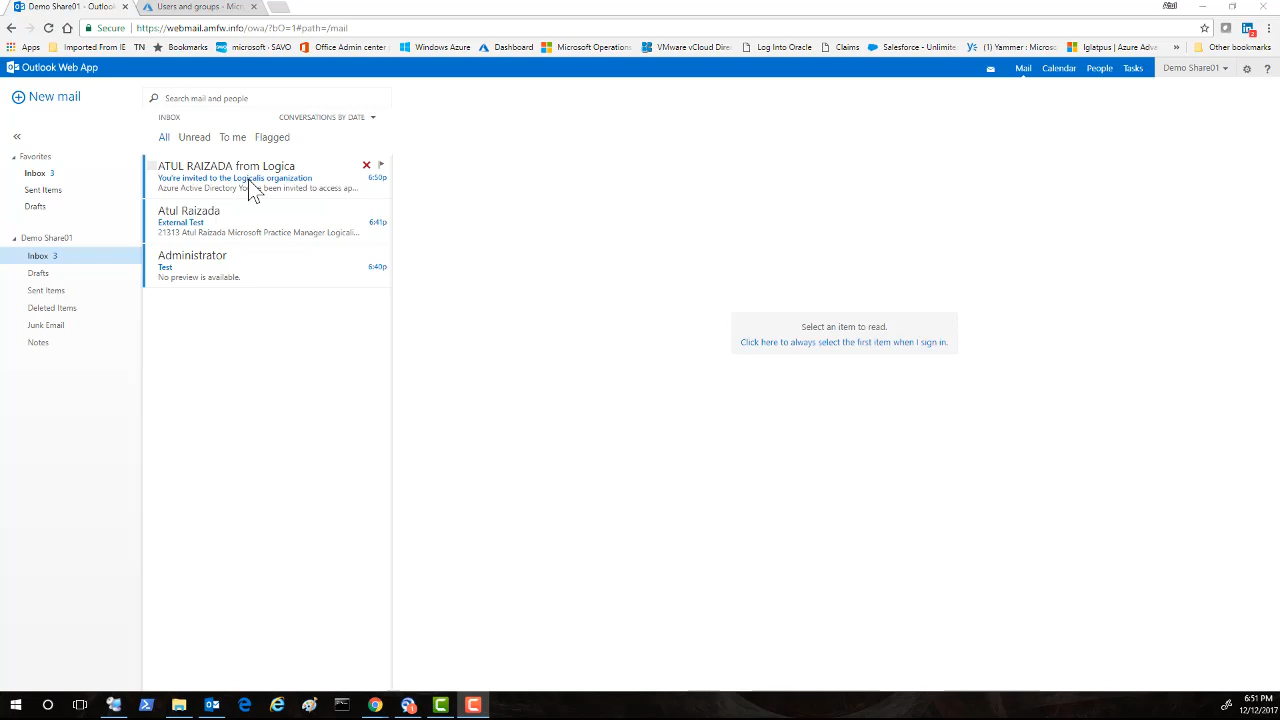 Demo Share01 - Outlook
Users and groups - Micr
Secure
https://webmail.amfw.info/owa/?bO=1#path=/mail
Apps
Imported From IE
TN
Bookmarks
microsoft - SAVO
Office Admin center
Windows Azure
Dashboard
Microsoft Operations
VMware vCloud Dire
Log Into Oracle
Claims
Salesforce - Unlimite
(1) Yammer : Micros
lglatpus | Azure Adva
»
Other bookmarks
Outlook Web App
Mail
Calendar
People
Tasks
Demo Share01
?
New mail
Search mail and people
INBOX
CONVERSATIONS BY DATE
All
Unread
To me
Flagged
«
Favorites
Inbox 3
Sent Items
Drafts
Demo Share01
Inbox 3
Drafts
Sent Items
Deleted Items
Junk Email
Notes
ATUL RAIZADA from Logica
You're invited to the Logicalis organization
6:50p
Azure Active Directory You've been invited to access ap...
Atul Raizada
External Test
6:41p
21313 Atul Raizada Microsoft Practice Manager Logicali...
Administrator
Test
6:40p
No preview is available.
Select an item to read.
Click here to always select the first item when I sign in.
6:51 PM
12/12/2017